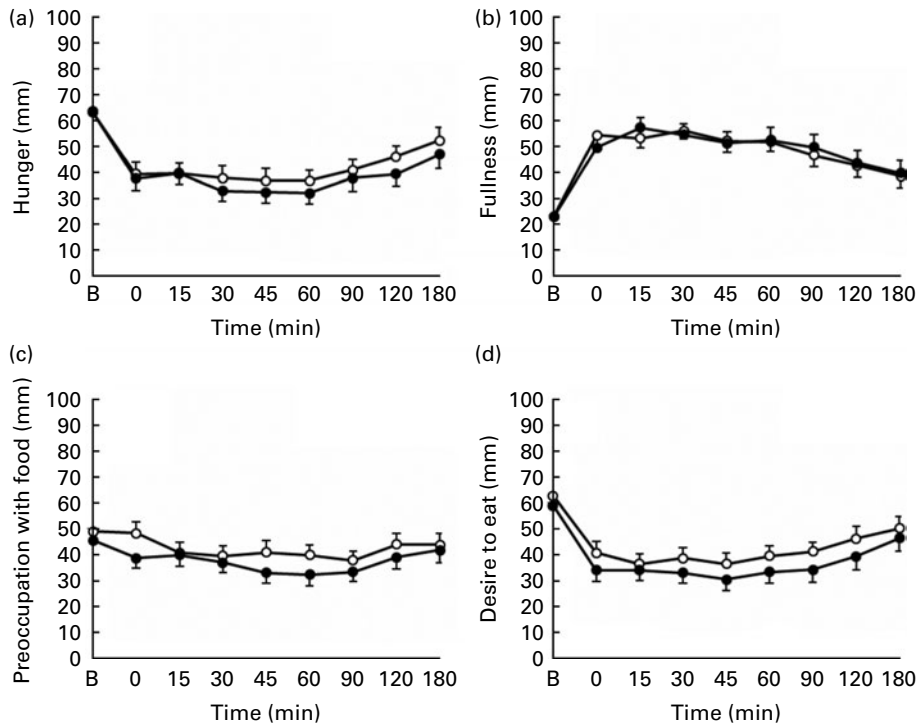 (a)
Hunger (mm)
100
90
80
70
60
50
40
30
20
10
0
B 0 15 30 45 60 90 120 180
Time (min)
(b)
Fullness (mm)
100
90
80
70
60
50
40
30
20
10
0
B 0 15 30 45 60 90 120 180
Time (min)
(c)
Preoccupation with food (mm)
100
90
80
70
60
50
40
30
20
10
0
B 0 15 30 45 60 90 120 180
Time (min)
(d)
Desire to eat (mm)
100
90
80
70
60
50
40
30
20
10
0
B 0 15 30 45 60 90 120 180
Time (min)